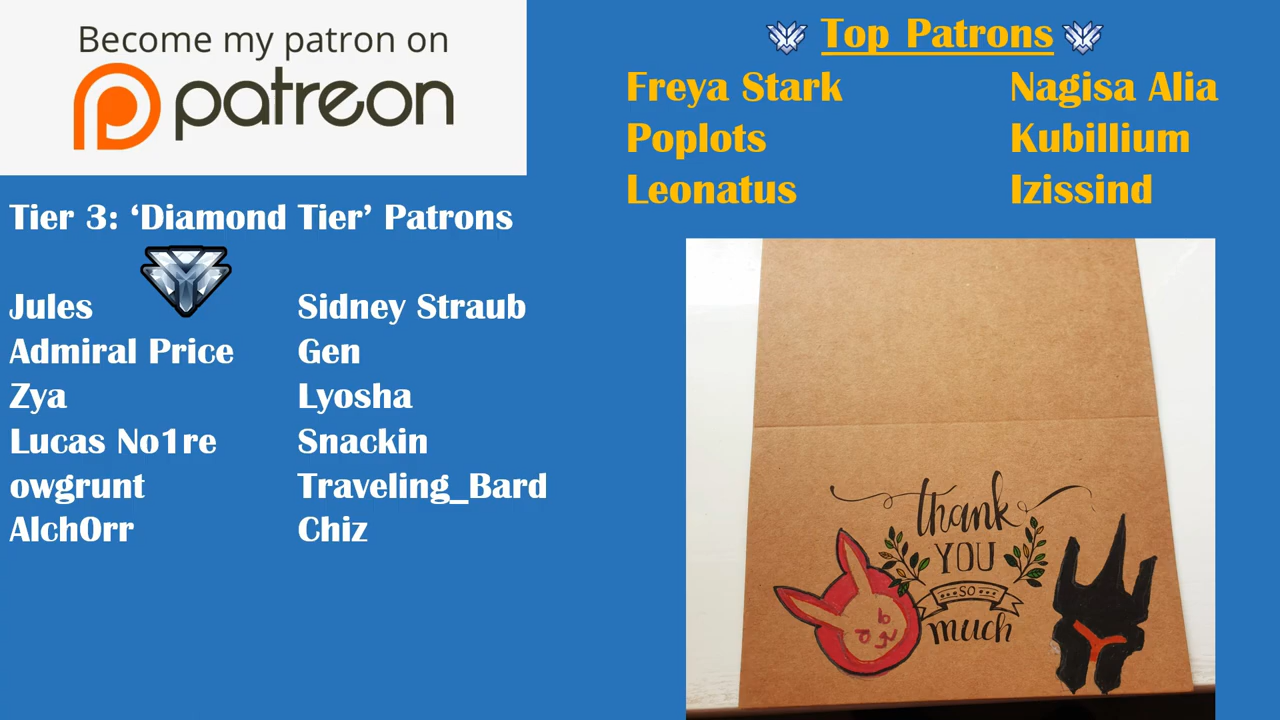 Become my patron on
patreon
Tier 3: ‘Diamond Tier’ Patrons
Jules
Admiral Price
Zya
Lucas No1re
owgrunt
Alch0rr
Sidney Straub
Gen
Lyosha
Snackin
Traveling_Bard
Chiz
Top Patrons
Freya Stark
Poplots
Leonatus
Nagisa Alia
Kubillium
Izissind
thank
YOU
SO
much